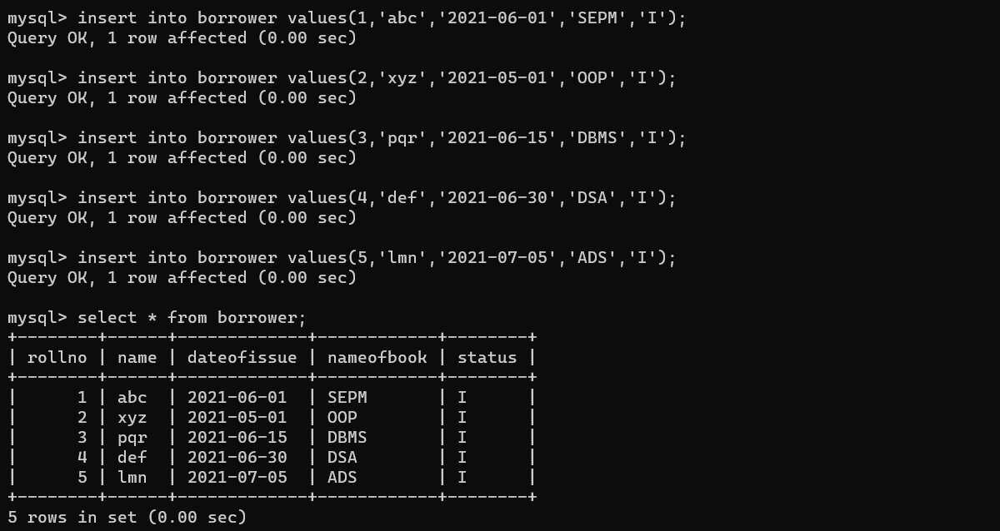 mysql> insert into borrower values(1,'abc','2021-06-01','SEPM','I');
Query OK, 1 row affected (0.00 sec)

mysql> insert into borrower values(2,'xyz','2021-05-01','OOP','I');
Query OK, 1 row affected (0.00 sec)

mysql> insert into borrower values(3,'pqr','2021-06-15','DBMS','I');
Query OK, 1 row affected (0.00 sec)

mysql> insert into borrower values(4,'def','2021-06-30','DSA','I');
Query OK, 1 row affected (0.00 sec)

mysql> insert into borrower values(5,'lmn','2021-07-05','ADS','I');
Query OK, 1 row affected (0.00 sec)

mysql> select * from borrower;
+--------+------+-------------+------------+--------+
| rollno | name | dateofissue | nameofbook | status |
+--------+------+-------------+------------+--------+
|      1 | abc  | 2021-06-01  | SEPM       | I      |
|      2 | xyz  | 2021-05-01  | OOP        | I      |
|      3 | pqr  | 2021-06-15  | DBMS       | I      |
|      4 | def  | 2021-06-30  | DSA        | I      |
|      5 | lmn  | 2021-07-05  | ADS        | I      |
+--------+------+-------------+------------+--------+
5 rows in set (0.00 sec)